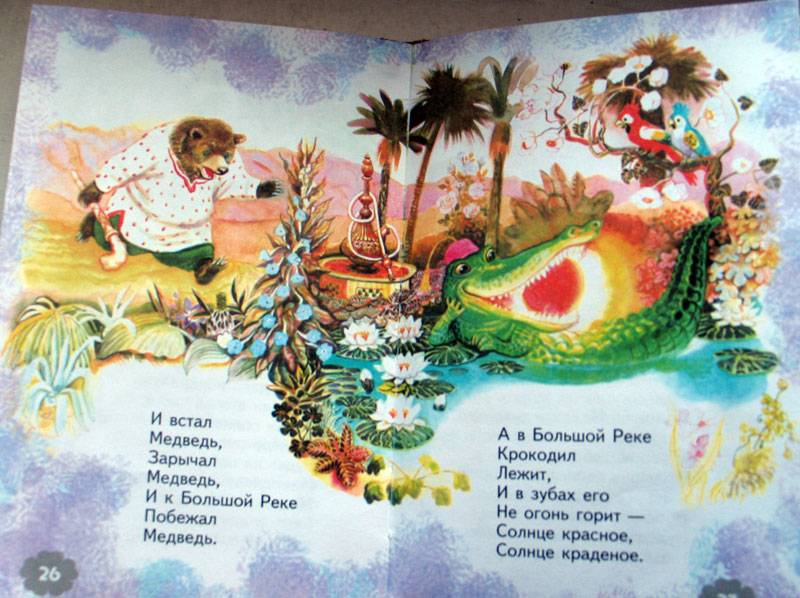 И встал
Медведь,
Зарычал
Медведь,
И к Большой Реке
Побежал
Медведь.
26
А в Большой Реке
Крокодил
Лежит,
И в зубах его
Не огонь горит —
Солнце красное,
Солнце краденое.